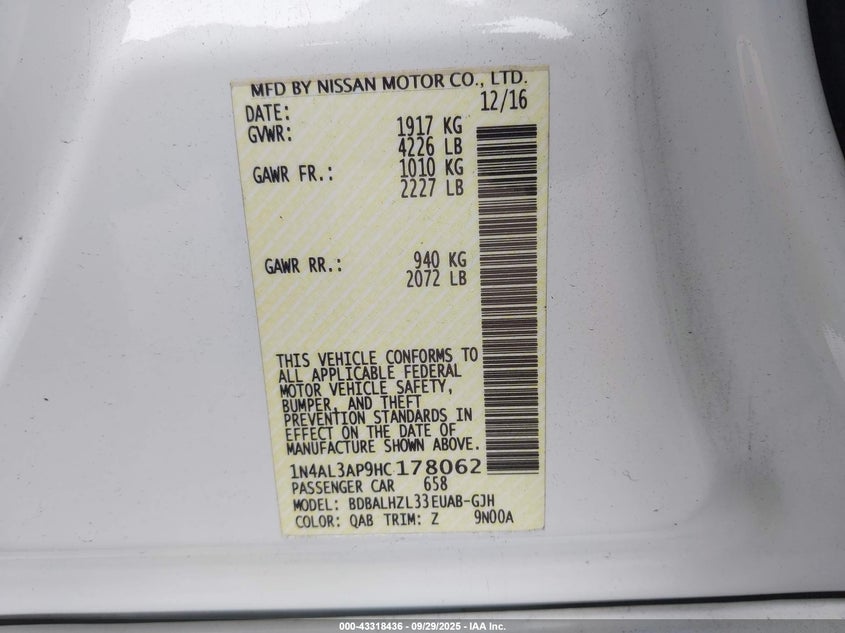 MFD BY NISSAN MOTOR CO., LTD.
DATE: 12/16
GVWR: 1917 KG
4226 LB
GAWR FR.: 1010 KG
2227 LB
GAWR RR.: 940 KG
2072 LB
THIS VEHICLE CONFORMS TO
ALL APPLICABLE FEDERAL
MOTOR VEHICLE SAFETY,
BUMPER, AND THEFT
PREVENTION STANDARDS IN
EFFECT ON THE DATE OF
MANUFACTURE SHOWN ABOVE.
1N4AL3AP9HC178062
PASSENGER CAR 658
MODEL: BDBALHZL33EUAB-GJH
COLOR: QAB TRIM: Z 9N00A
000-43318436 - 09/29/2025 - IAA Inc.